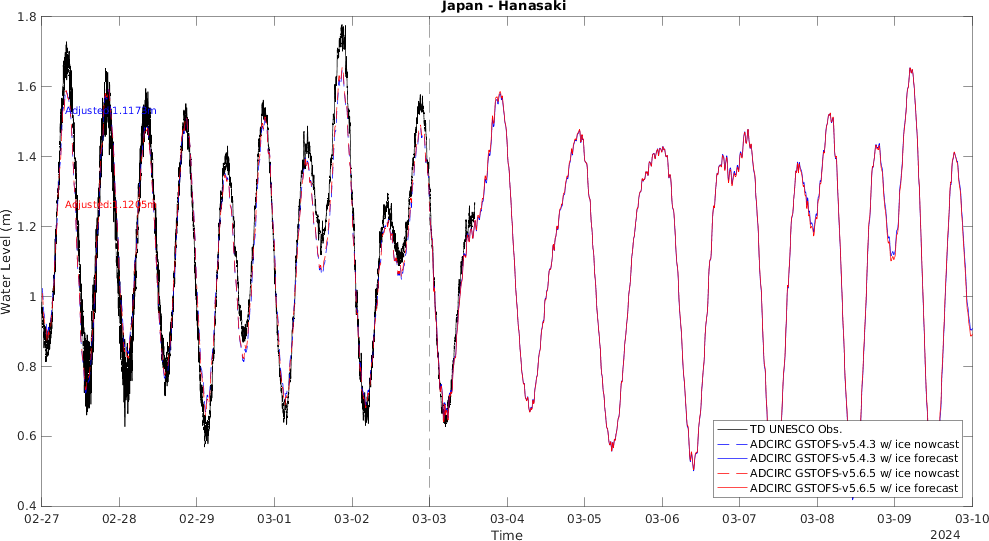 Japan - Hanasaki
1.8
1.6
1.4
1.2
1
0.8
0.6
0.4
Water Level (m)
Adjusted: 1.1175m
Adjusted: 1.1205m
TD UNESCO Obs.
ADCIRC GSTOFS-v5.4.3 w/ ice nowcast
ADCIRC GSTOFS-v5.4.3 w/ ice forecast
ADCIRC GSTOFS-v5.6.5 w/ ice nowcast
ADCIRC GSTOFS-v5.6.5 w/ ice forecast
02-27 02-28 02-29 03-01 03-02 03-03 03-04 03-05 03-06 03-07 03-08 03-09 03-10
Time
2024